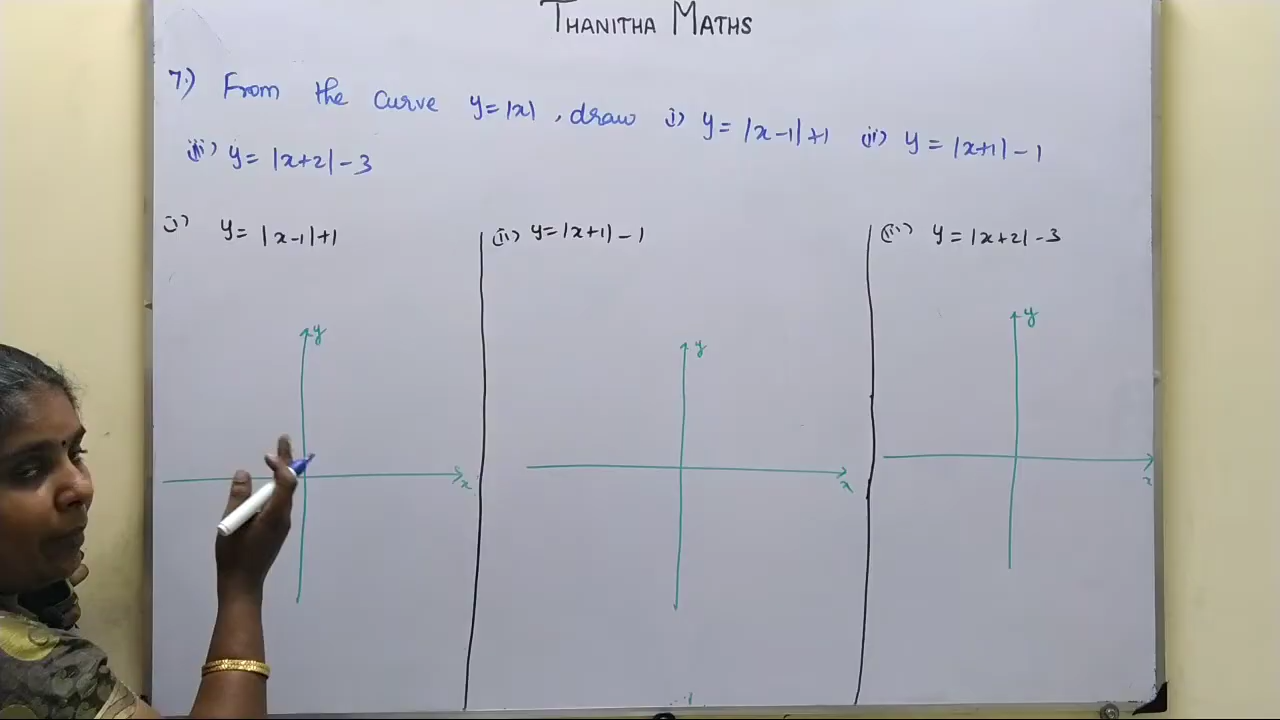 THANITHA MATHS
7.) From the curve y=|x|, draw i) y=|x-1|+1 ii) y=|x+1|-1
iii) y=|x+2|-3
i) y=|x-1|+1
(ii) y=|x+1|-1
(iii) y=|x+2|-3
y
x
y
x
y
x